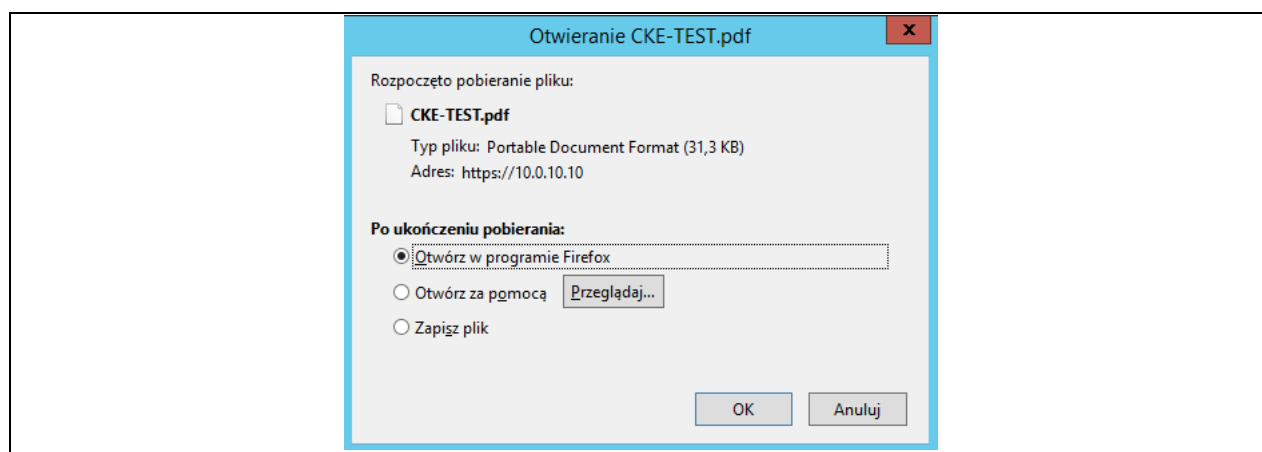 Otwieranie CKE-TEST.pdf
x
Rozpoczęto pobieranie pliku:
CKE-TEST.pdf
Typ pliku: Portable Document Format (31,3 KB)
Adres: https://10.0.10.10
Po ukończeniu pobierania:
Otwórz w programie Firefox
Otwórz za pomocą Przeglądaj...
Zapisz plik
OK Anuluj